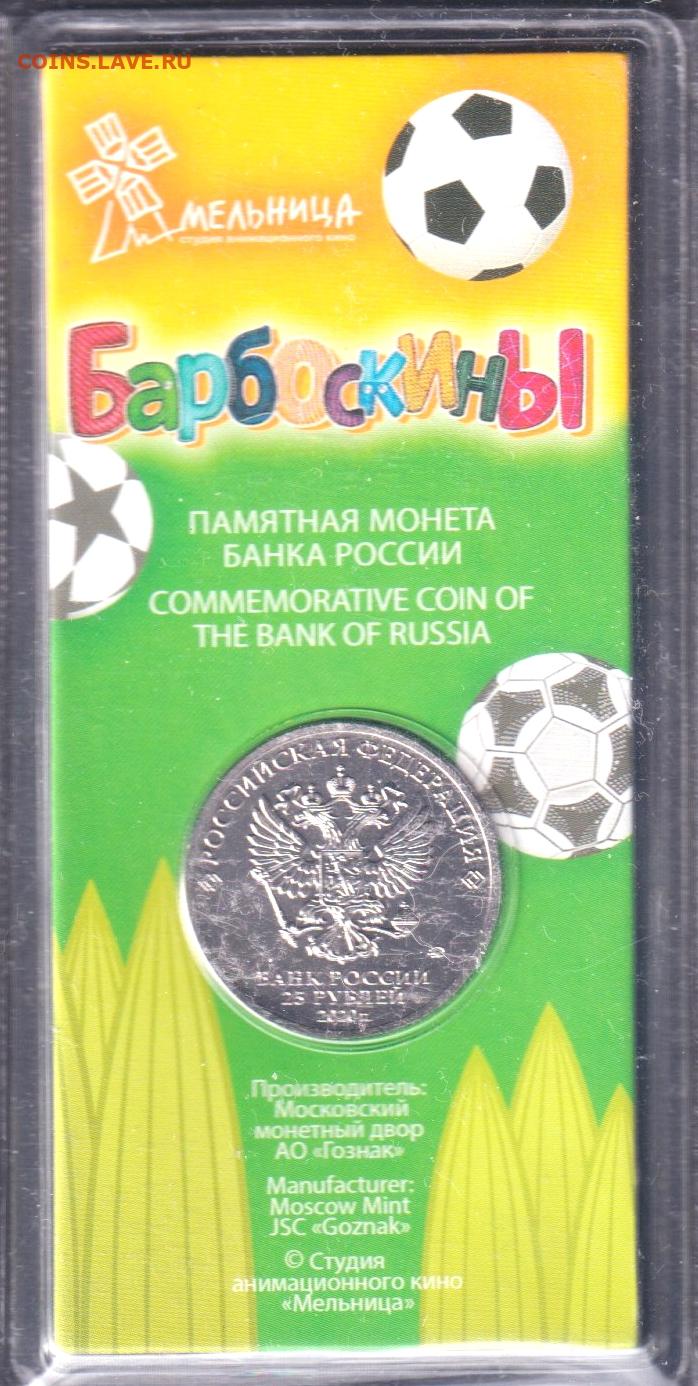 COINS.LAVE.RU
МЕЛЬНИЦА
студия анимационного кино
Барбоскины
ПАМЯТНАЯ МОНЕТА
БАНКА РОССИИ
COMMEMORATIVE COIN OF
THE BANK OF RUSSIA
РОССИЙСКАЯ ФЕДЕРАЦИЯ
БАНК РОССИИ
25 РУБЛЕЙ
2020 г.
Производитель:
Московский
монетный двор
АО «Гознак»
Manufacturer:
Moscow Mint
JSC «Goznak»
© Студия
анимационного кино
«Мельница»